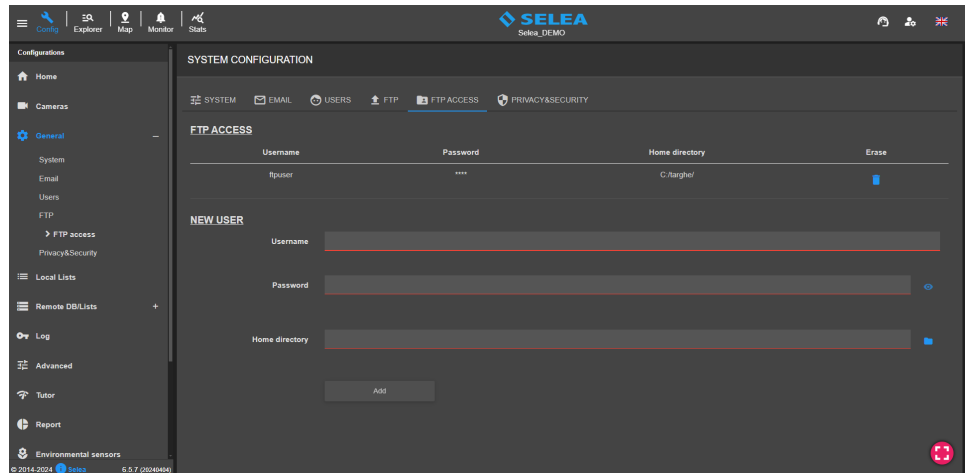 Config
Explorer
Map
Monitor
Stats
SELEA
Selea_DEMO
Configurations
Home
Cameras
General
System
Email
Users
FTP
FTP access
Privacy&Security
Local Lists
Remote DB/Lists
Log
Advanced
Tutor
Report
Environmental sensors
© 2014-2024 Selea 6.5.7 (20240404)
SYSTEM CONFIGURATION
SYSTEM EMAIL USERS FTP FTP ACCESS PRIVACY&SECURITY
FTP ACCESS
Username Password Home directory Erase
ftpuser **** C:/targhe/
NEW USER
Username
Password
Home directory
Add